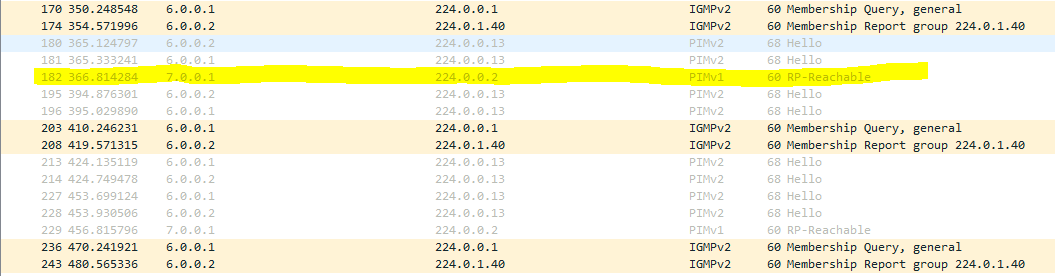 170 350.248548 6.0.0.1 224.0.0.1 IGMPv2 60 Membership Query, general
174 354.571996 6.0.0.2 224.0.1.40 IGMPv2 60 Membership Report group 224.0.1.40
180 365.124797 6.0.0.2 224.0.0.13 PIMv2 68 Hello
181 365.333241 6.0.0.1 224.0.0.13 PIMv2 68 Hello
182 366.814284 7.0.0.1 224.0.0.2 PIMv1 60 RP-Reachable
195 394.876301 6.0.0.2 224.0.0.13 PIMv2 68 Hello
196 395.029890 6.0.0.1 224.0.0.13 PIMv2 68 Hello
203 410.246231 6.0.0.1 224.0.0.1 IGMPv2 60 Membership Query, general
208 419.571315 6.0.0.2 224.0.1.40 IGMPv2 60 Membership Report group 224.0.1.40
213 424.135119 6.0.0.1 224.0.0.13 PIMv2 68 Hello
214 424.749478 6.0.0.2 224.0.0.13 PIMv2 68 Hello
227 453.699124 6.0.0.1 224.0.0.13 PIMv2 68 Hello
228 453.930506 6.0.0.2 224.0.0.13 PIMv2 68 Hello
229 456.815796 7.0.0.1 224.0.0.2 PIMv1 60 RP-Reachable
236 470.241921 6.0.0.1 224.0.0.1 IGMPv2 60 Membership Query, general
243 480.565336 6.0.0.2 224.0.1.40 IGMPv2 60 Membership Report group 224.0.1.40